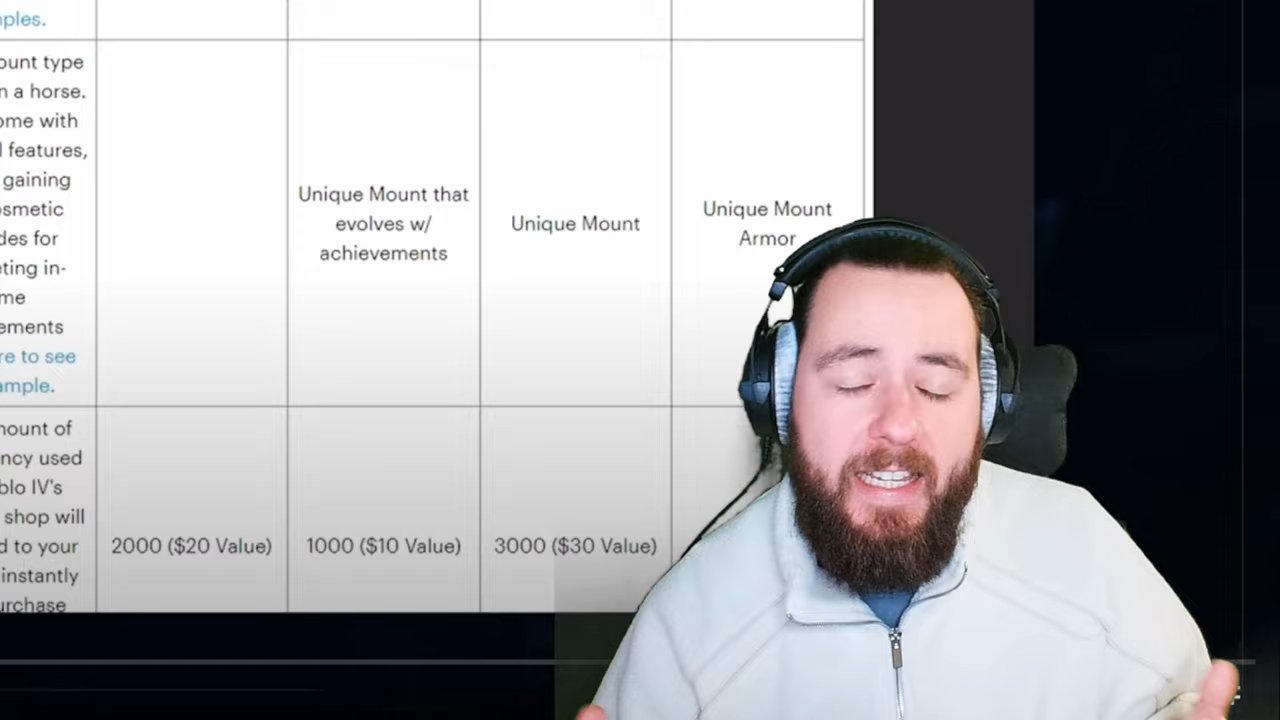 mples.
ount type
n a horse.
ome with
l features,
gaining
osmetic
des for
eting in-
me
ements
re to see
ample.
Unique Mount that
evolves w/
achievements
Unique Mount
Unique Mount
Armor
nount of
ncy used
blo IV's
shop will
d to your
instantly
urchase
2000 ($20 Value)
1000 ($10 Value)
3000 ($30 Value)